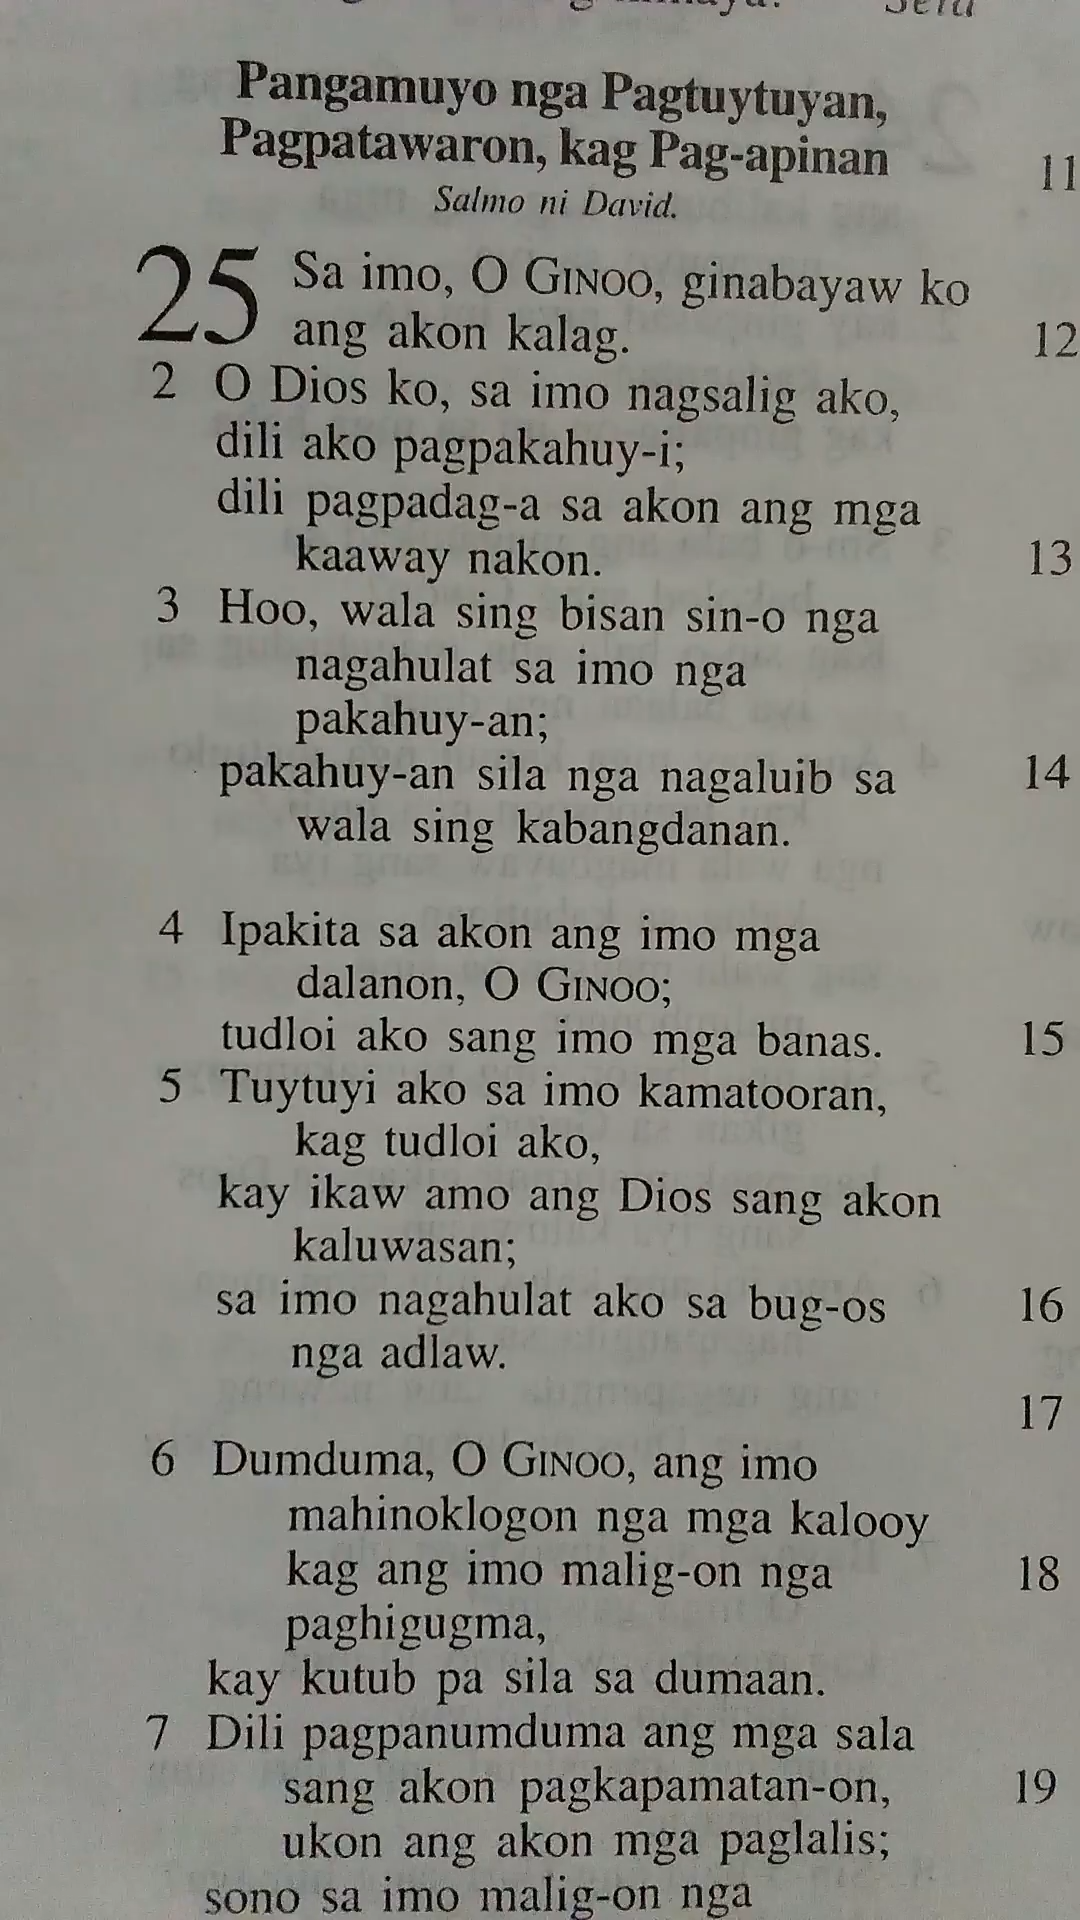 Pangamuyo nga Pagtuytuyan,
Pagpatawaron, kag Pag-apinan
Salmo ni David.
25 Sa imo, O GINOO, ginabayaw ko
ang akon kalag.
2 O Dios ko, sa imo nagsalig ako,
dili ako pagpakahuy-i;
dili pagpadag-a sa akon ang mga
kaaway nakon.
3 Hoo, wala sing bisan sin-o nga
nagahulat sa imo nga
pakahuy-an;
pakahuy-an sila nga nagaluib sa
wala sing kabangdanan.
4 Ipakita sa akon ang imo mga
dalanon, O GINOO;
tudloi ako sang imo mga banas.
5 Tuytuyi ako sa imo kamatooran,
kag tudloi ako,
kay ikaw amo ang Dios sang akon
kaluwasan;
sa imo nagahulat ako sa bug-os
nga adlaw.
6 Dumduma, O GINOO, ang imo
mahinoklogon nga mga kalooy
kag ang imo malig-on nga
paghigugma,
kay kutub pa sila sa dumaan.
7 Dili pagpanumduma ang mga sala
sang akon pagkapamatan-on,
ukon ang akon mga paglalis;
sono sa imo malig-on nga
11
12
13
14
15
16
17
18
19